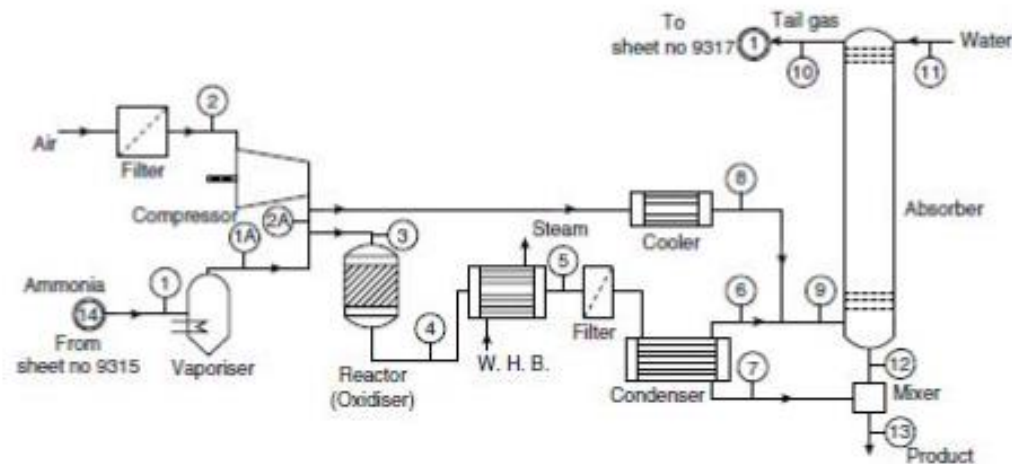 To
sheet no 9317
1
Tail gas
10
11
Water
2
Air
Filter
Compressor
2A
1A
3
8
Cooler
Absorber
Steam
5
Ammonia
1
14
From
sheet no 9315
Vaporiser
4
Reactor
(Oxidiser)
W. H. B.
Filter
6
9
Condenser
7
12
Mixer
13
Product